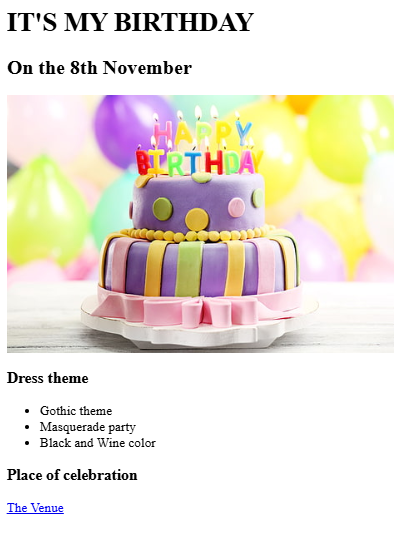 IT'S MY BIRTHDAY
On the 8th November
HAPPY
BIRTHDAY
Dress theme
Gothic theme
Masquerade party
Black and Wine color
Place of celebration
The Venue